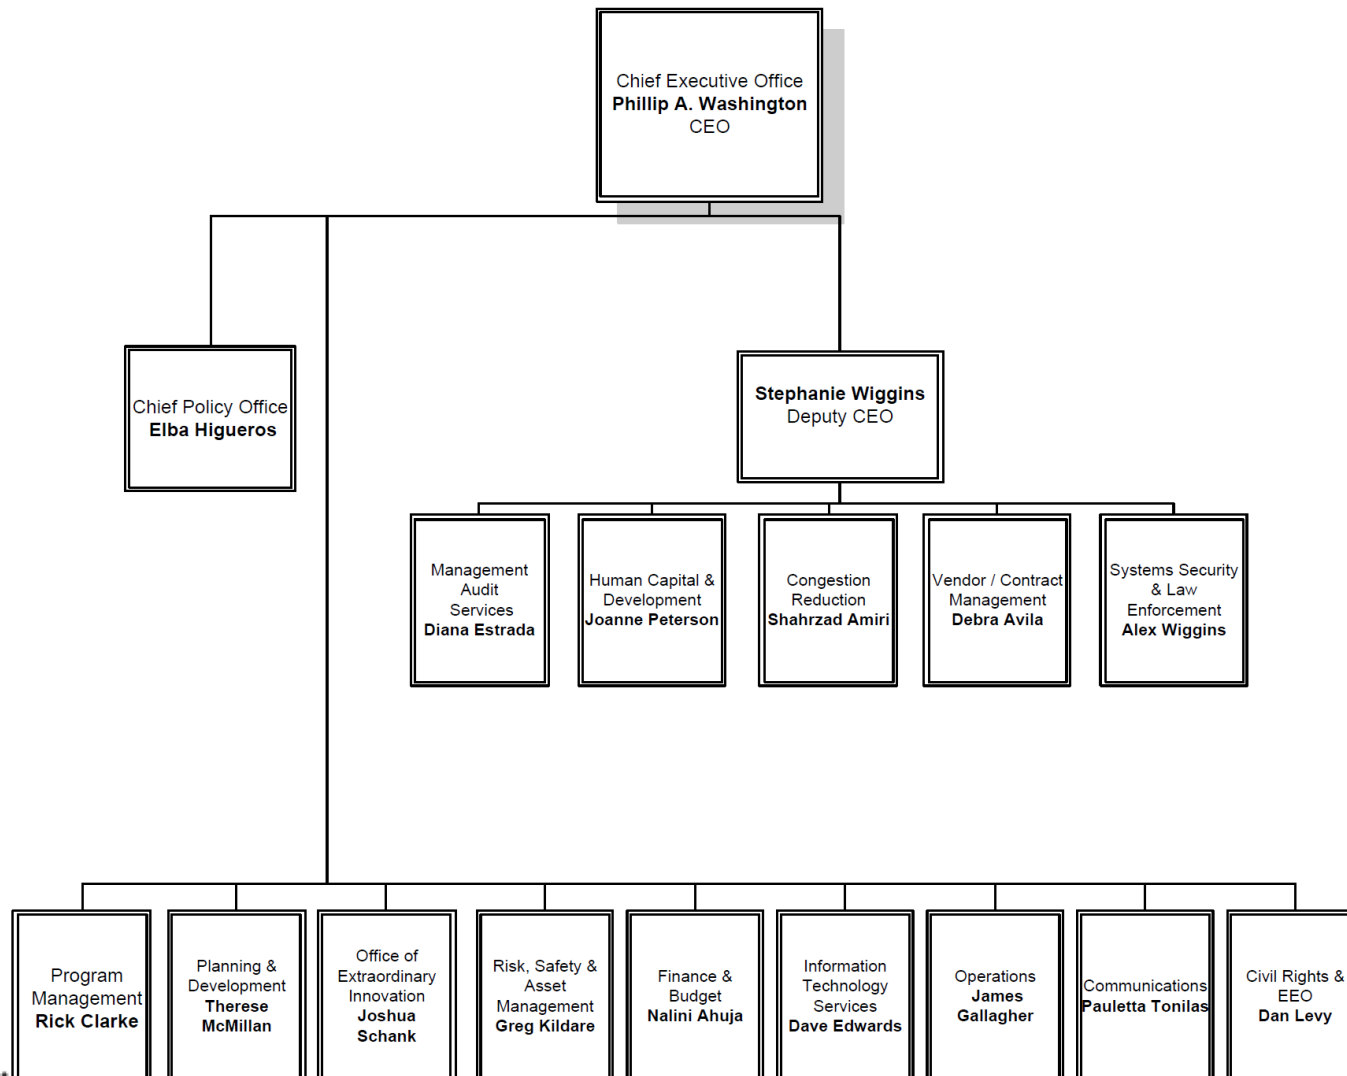 Chief Executive Office
Phillip A. Washington
CEO
Chief Policy Office
Elba Higueros
Stephanie Wiggins
Deputy CEO
Management
Audit
Services
Diana Estrada
Human Capital &
Development
Joanne Peterson
Congestion
Reduction
Shahrzad Amiri
Vendor / Contract
Management
Debra Avila
Systems Security
& Law
Enforcement
Alex Wiggins
Program
Management
Rick Clarke
Planning &
Development
Therese
McMillan
Office of
Extraordinary
Innovation
Joshua
Schank
Risk, Safety &
Asset
Management
Greg Kildare
Finance &
Budget
Nalini Ahuja
Information
Technology
Services
Dave Edwards
Operations
James
Gallagher
Communications
Pauletta Tonilas
Civil Rights &
EEO
Dan Levy